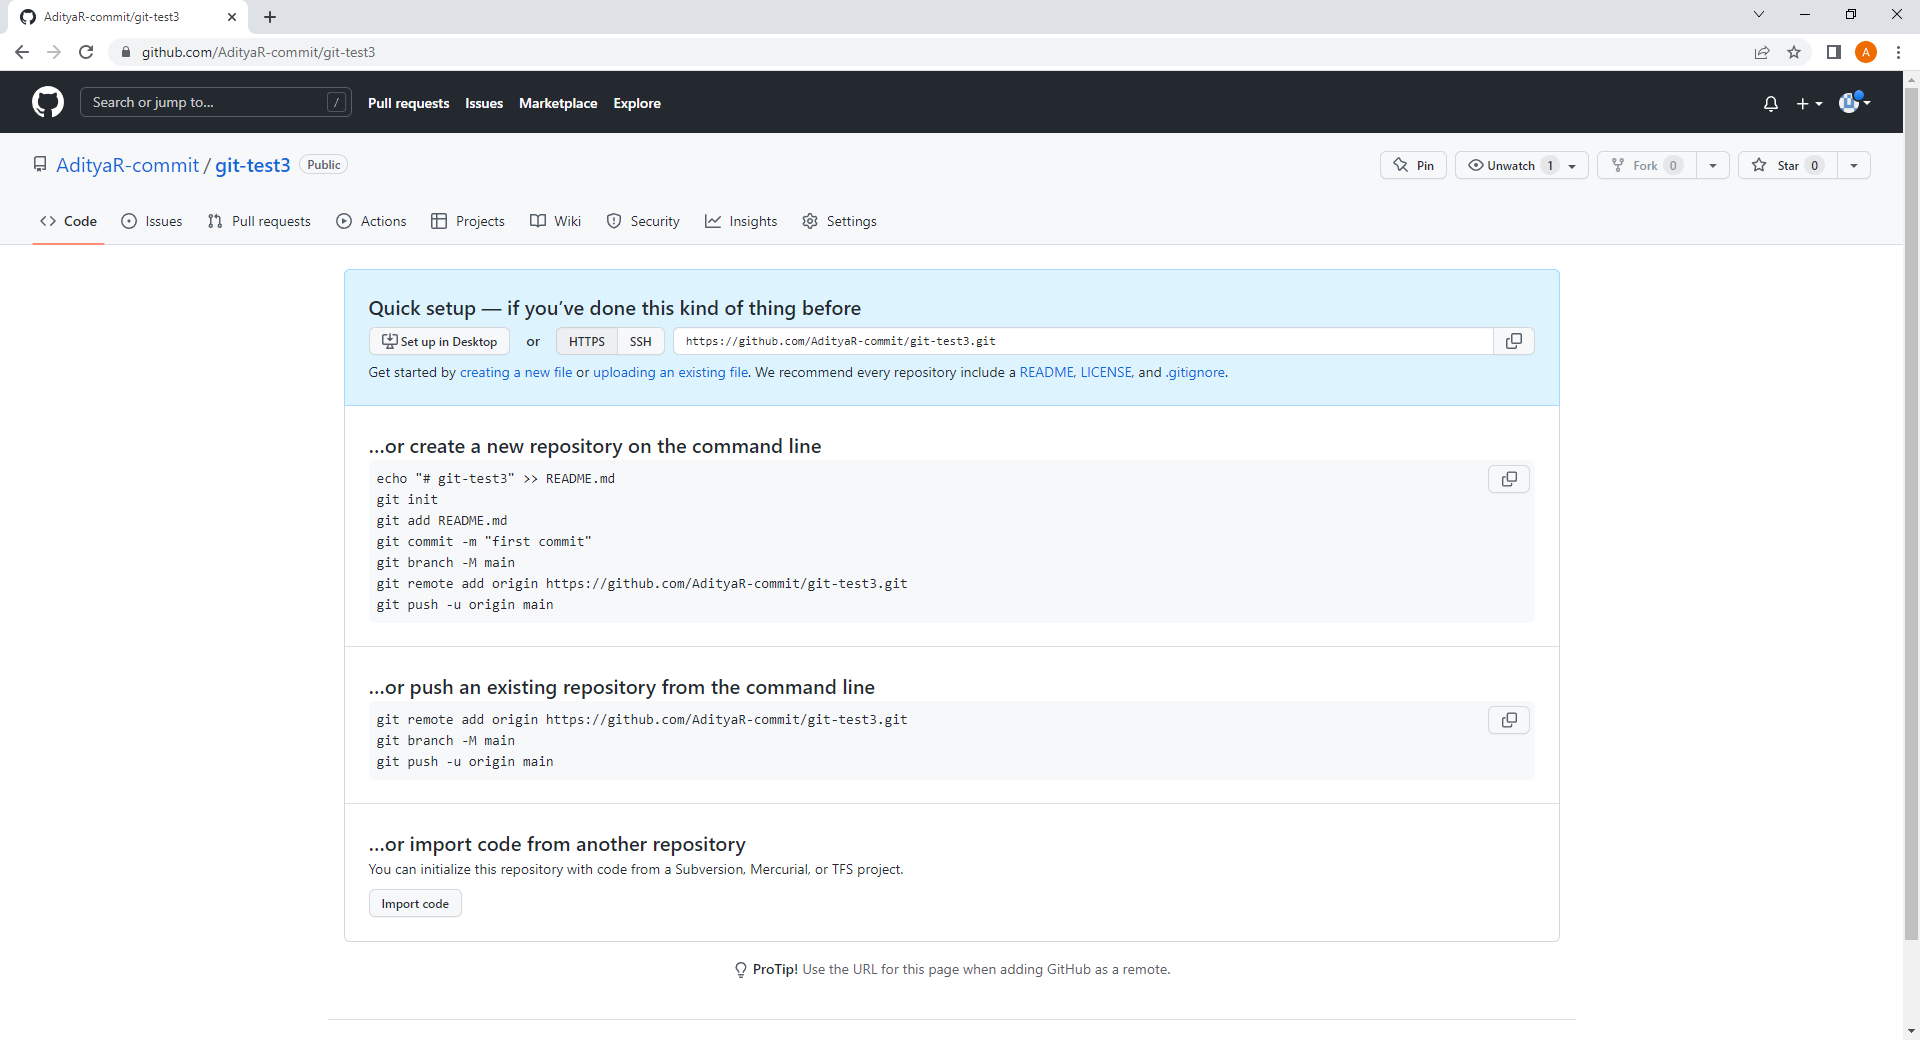 AdityaR-commit/git-test3
github.com/AdityaR-commit/git-test3
A
Search or jump to... /
Pull requests Issues Marketplace Explore
AdityaR-commit / git-test3 Public
Pin Unwatch 1 Fork 0 Star 0
Code Issues Pull requests Actions Projects Wiki Security Insights Settings
Quick setup — if you’ve done this kind of thing before
Set up in Desktop or HTTPS SSH https://github.com/AdityaR-commit/git-test3.git
Get started by creating a new file or uploading an existing file. We recommend every repository include a README, LICENSE, and .gitignore.
…or create a new repository on the command line
echo "# git-test3" >> README.md
git init
git add README.md
git commit -m "first commit"
git branch -M main
git remote add origin https://github.com/AdityaR-commit/git-test3.git
git push -u origin main
…or push an existing repository from the command line
git remote add origin https://github.com/AdityaR-commit/git-test3.git
git branch -M main
git push -u origin main
…or import code from another repository
You can initialize this repository with code from a Subversion, Mercurial, or TFS project.
Import code
ProTip! Use the URL for this page when adding GitHub as a remote.